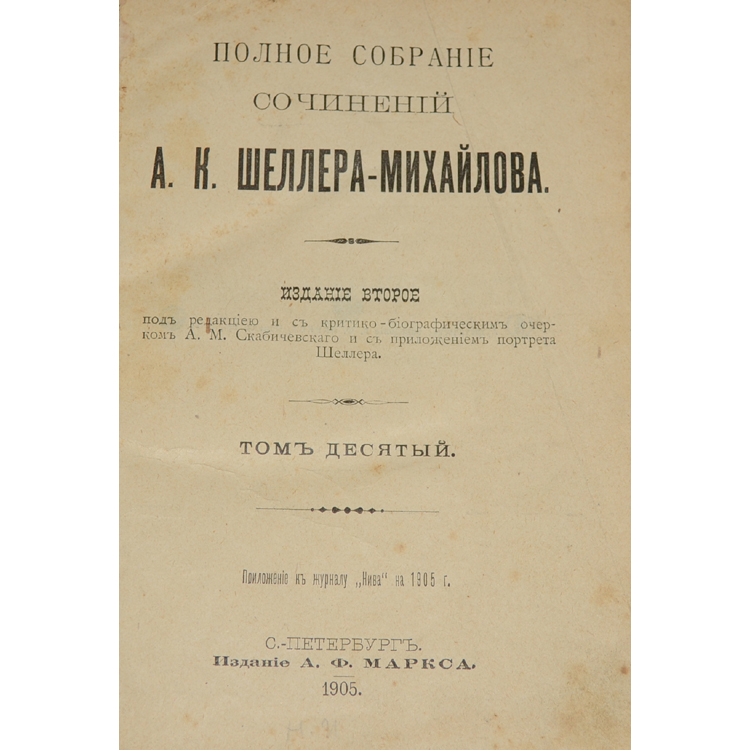 ПОЛНОЕ СОБРАНІЕ
СОЧИНЕНІЙ
А. К. ШЕЛЛЕРА-МИХАЙЛОВА.
ИЗДАНІЕ ВТОРОЕ
подъ редакціею и съ критико-біографическимъ очер-
комъ А. М. Скабичевскаго и съ приложеніемъ портрета
Шеллера.
ТОМЪ ДЕСЯТЫЙ.
Приложеніе къ журналу „Нива“ на 1905 г.
С.-ПЕТЕРБУРГЪ.
Изданіе А. Ф. МАРКСА.
1905.